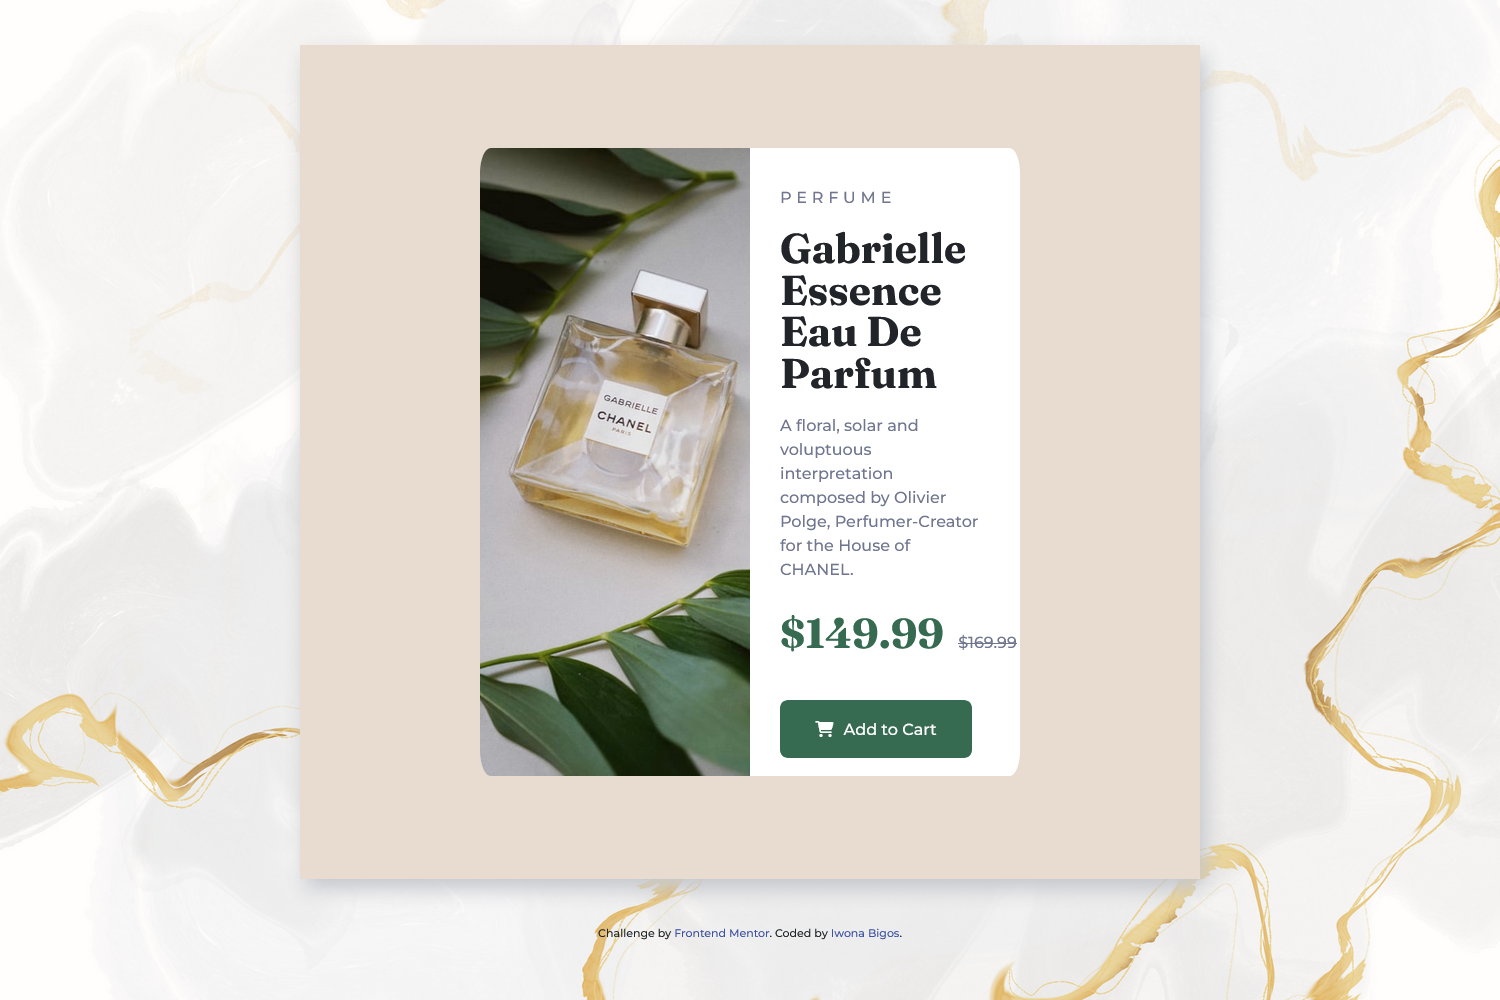 GABRIELLE
CHANEL
PARIS
PERFUME
Gabrielle
Essence
Eau De
Parfum
A floral, solar and
voluptuous
interpretation
composed by Olivier
Polge, Perfumer-Creator
for the House of
CHANEL.
$149.99 $169.99
Add to Cart
Challenge by Frontend Mentor. Coded by Iwona Bigos.